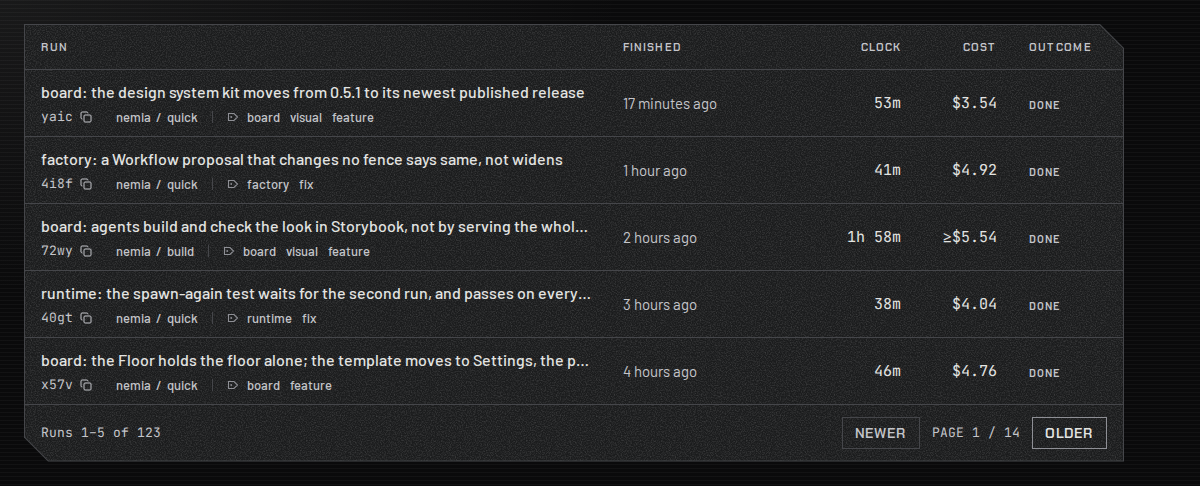 RUN FINISHED CLOCK COST OUTCOME
board: the design system kit moves from 0.5.1 to its newest published release
yaic nemia / quick board visual feature
17 minutes ago 53m $3.54 DONE
factory: a Workflow proposal that changes no fence says same, not widens
4i8f nemia / quick factory fix
1 hour ago 41m $4.92 DONE
board: agents build and check the look in Storybook, not by serving the whol...
72wy nemia / build board visual feature
2 hours ago 1h 58m ≥$5.54 DONE
runtime: the spawn-again test waits for the second run, and passes on every...
40gt nemia / quick runtime fix
3 hours ago 38m $4.04 DONE
board: the Floor holds the floor alone; the template moves to Settings, the p...
x57v nemia / quick board feature
4 hours ago 46m $4.76 DONE
Runs 1-5 of 123 NEWER PAGE 1 / 14 OLDER